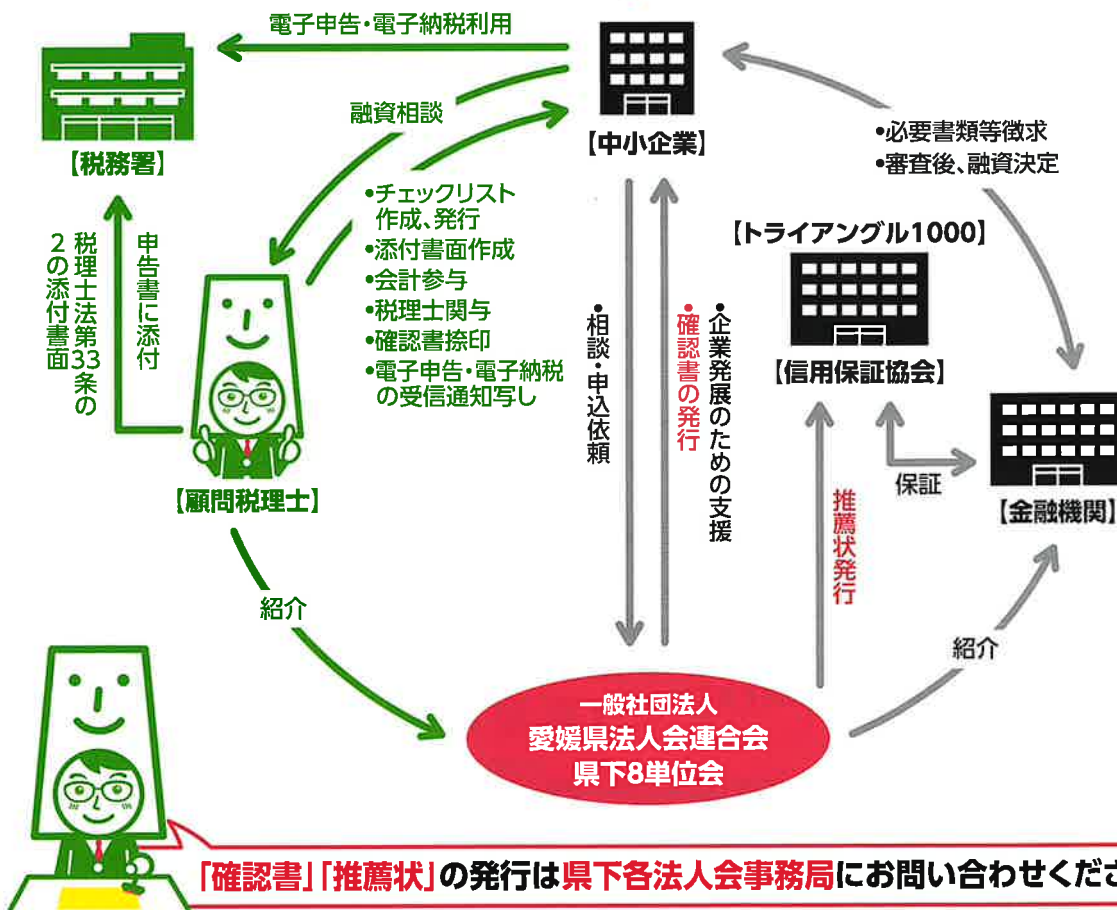 電子申告・電子納税利用
【税務署】
融資相談
【中小企業】
•必要書類等徴求
•審査後、融資決定
•チェックリスト
作成、発行
•添付書面作成
•会計参与
•税理士関与
•確認書捺印
•電子申告・電子納税
の受信通知写し
申告書に添付
税理士法第33条の
2の添付書面
【顧問税理士】
•相談・申込依頼
•企業発展のための支援
•確認書の発行
【トライアングル1000】
【信用保証協会】
保証
【金融機関】
推薦状発行
紹介
紹介
一般社団法人
愛媛県法人会連合会
県下8単位会
「確認書」「推薦状」の発行は県下各法人会事務局にお問い合わせくださ